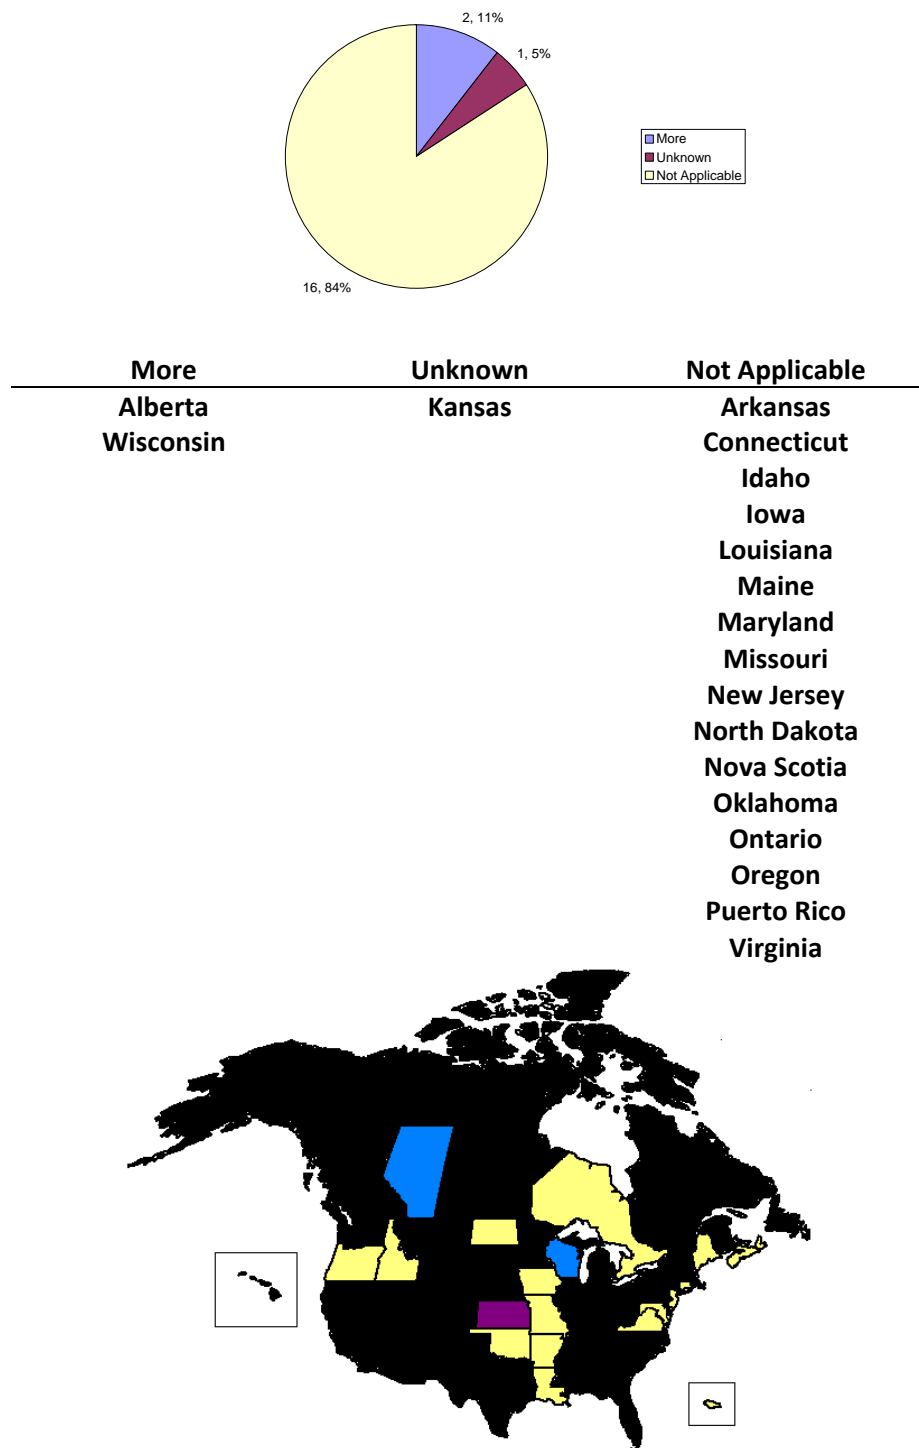 2, 11%
1, 5%
More
Unknown
Not Applicable
16, 84%
More Unknown Not Applicable
Alberta Kansas Arkansas
Wisconsin Connecticut
Idaho
Iowa
Louisiana
Maine
Maryland
Missouri
New Jersey
North Dakota
Nova Scotia
Oklahoma
Ontario
Oregon
Puerto Rico
Virginia